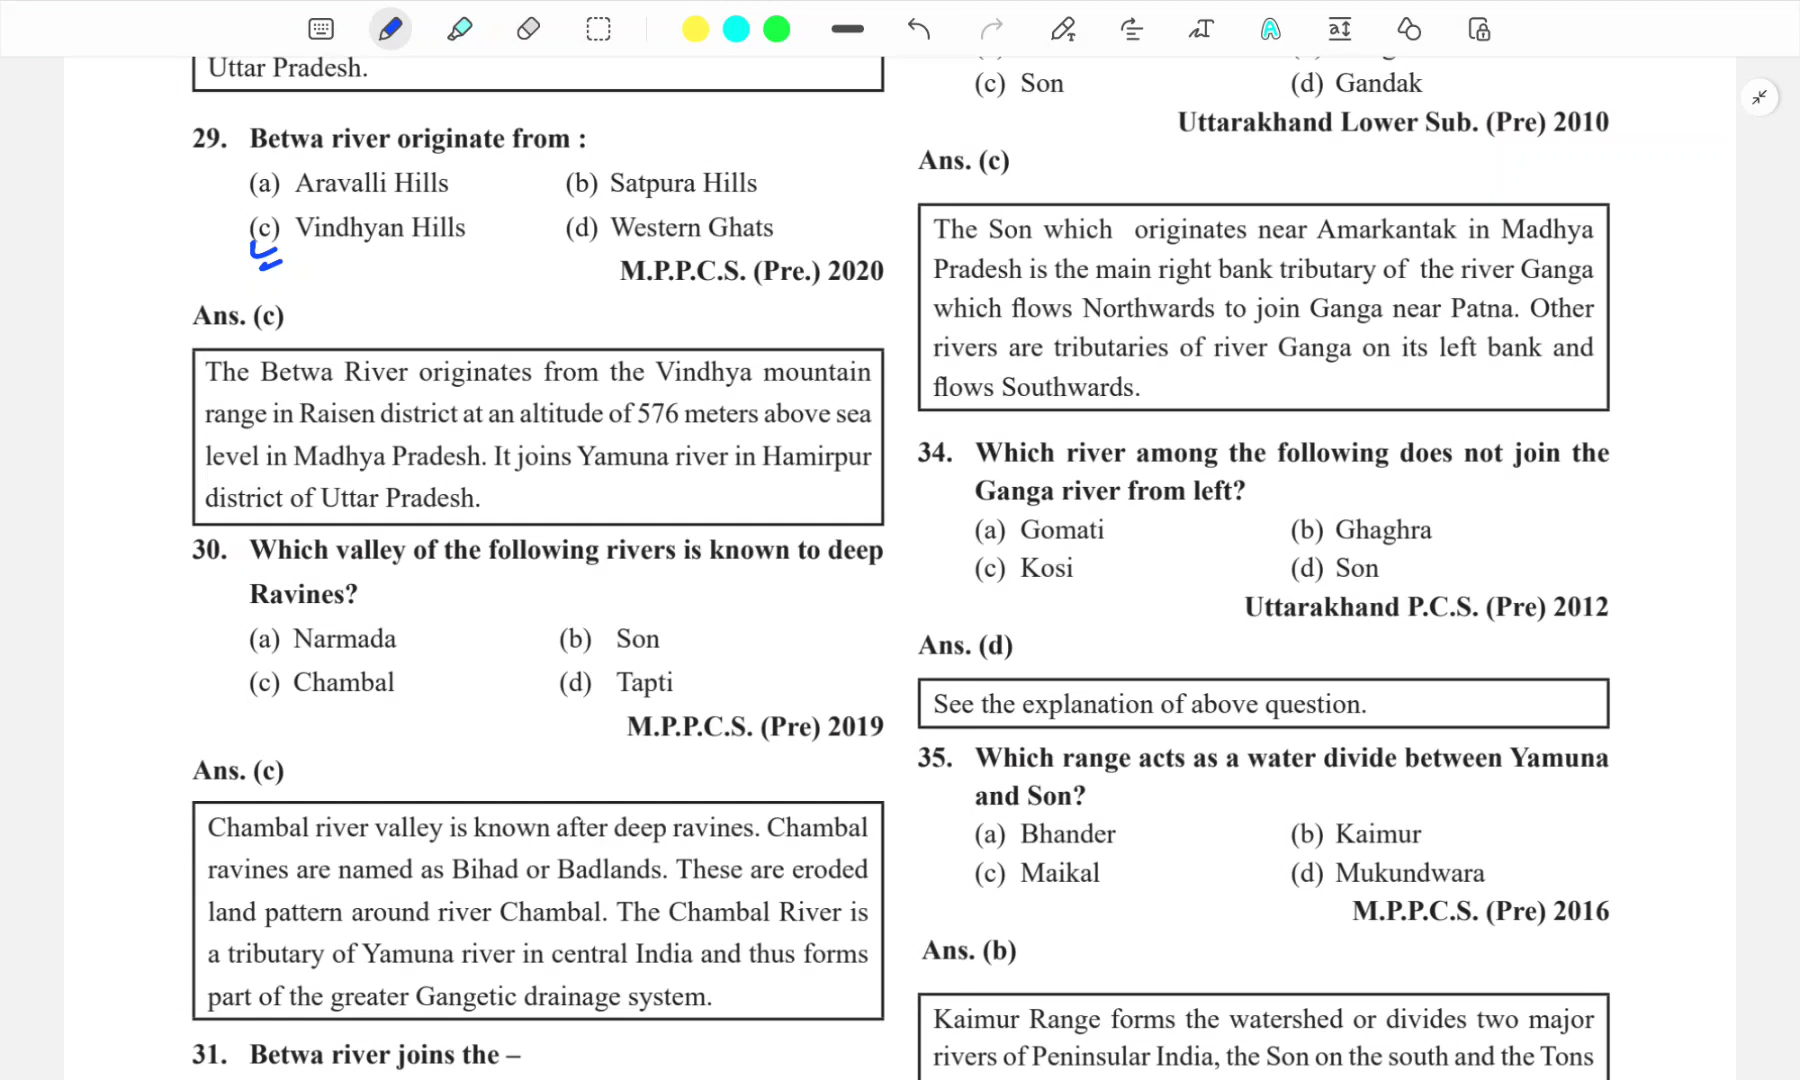 Uttar Pradesh.
29. Betwa river originate from :
(a) Aravalli Hills (b) Satpura Hills
(c) Vindhyan Hills (d) Western Ghats
M.P.P.C.S. (Pre.) 2020
Ans. (c)
The Betwa River originates from the Vindhya mountain
range in Raisen district at an altitude of 576 meters above sea
level in Madhya Pradesh. It joins Yamuna river in Hamirpur
district of Uttar Pradesh.
30. Which valley of the following rivers is known to deep
Ravines?
(a) Narmada (b) Son
(c) Chambal (d) Tapti
M.P.P.C.S. (Pre) 2019
Ans. (c)
Chambal river valley is known after deep ravines. Chambal
ravines are named as Bihad or Badlands. These are eroded
land pattern around river Chambal. The Chambal River is
a tributary of Yamuna river in central India and thus forms
part of the greater Gangetic drainage system.
31. Betwa river joins the –
(c) Son (d) Gandak
Uttarakhand Lower Sub. (Pre) 2010
Ans. (c)
The Son which originates near Amarkantak in Madhya
Pradesh is the main right bank tributary of the river Ganga
which flows Northwards to join Ganga near Patna. Other
rivers are tributaries of river Ganga on its left bank and
flows Southwards.
34. Which river among the following does not join the
Ganga river from left?
(a) Gomati (b) Ghaghra
(c) Kosi (d) Son
Uttarakhand P.C.S. (Pre) 2012
Ans. (d)
See the explanation of above question.
35. Which range acts as a water divide between Yamuna
and Son?
(a) Bhander (b) Kaimur
(c) Maikal (d) Mukundwara
M.P.P.C.S. (Pre) 2016
Ans. (b)
Kaimur Range forms the watershed or divides two major
rivers of Peninsular India, the Son on the south and the Tons